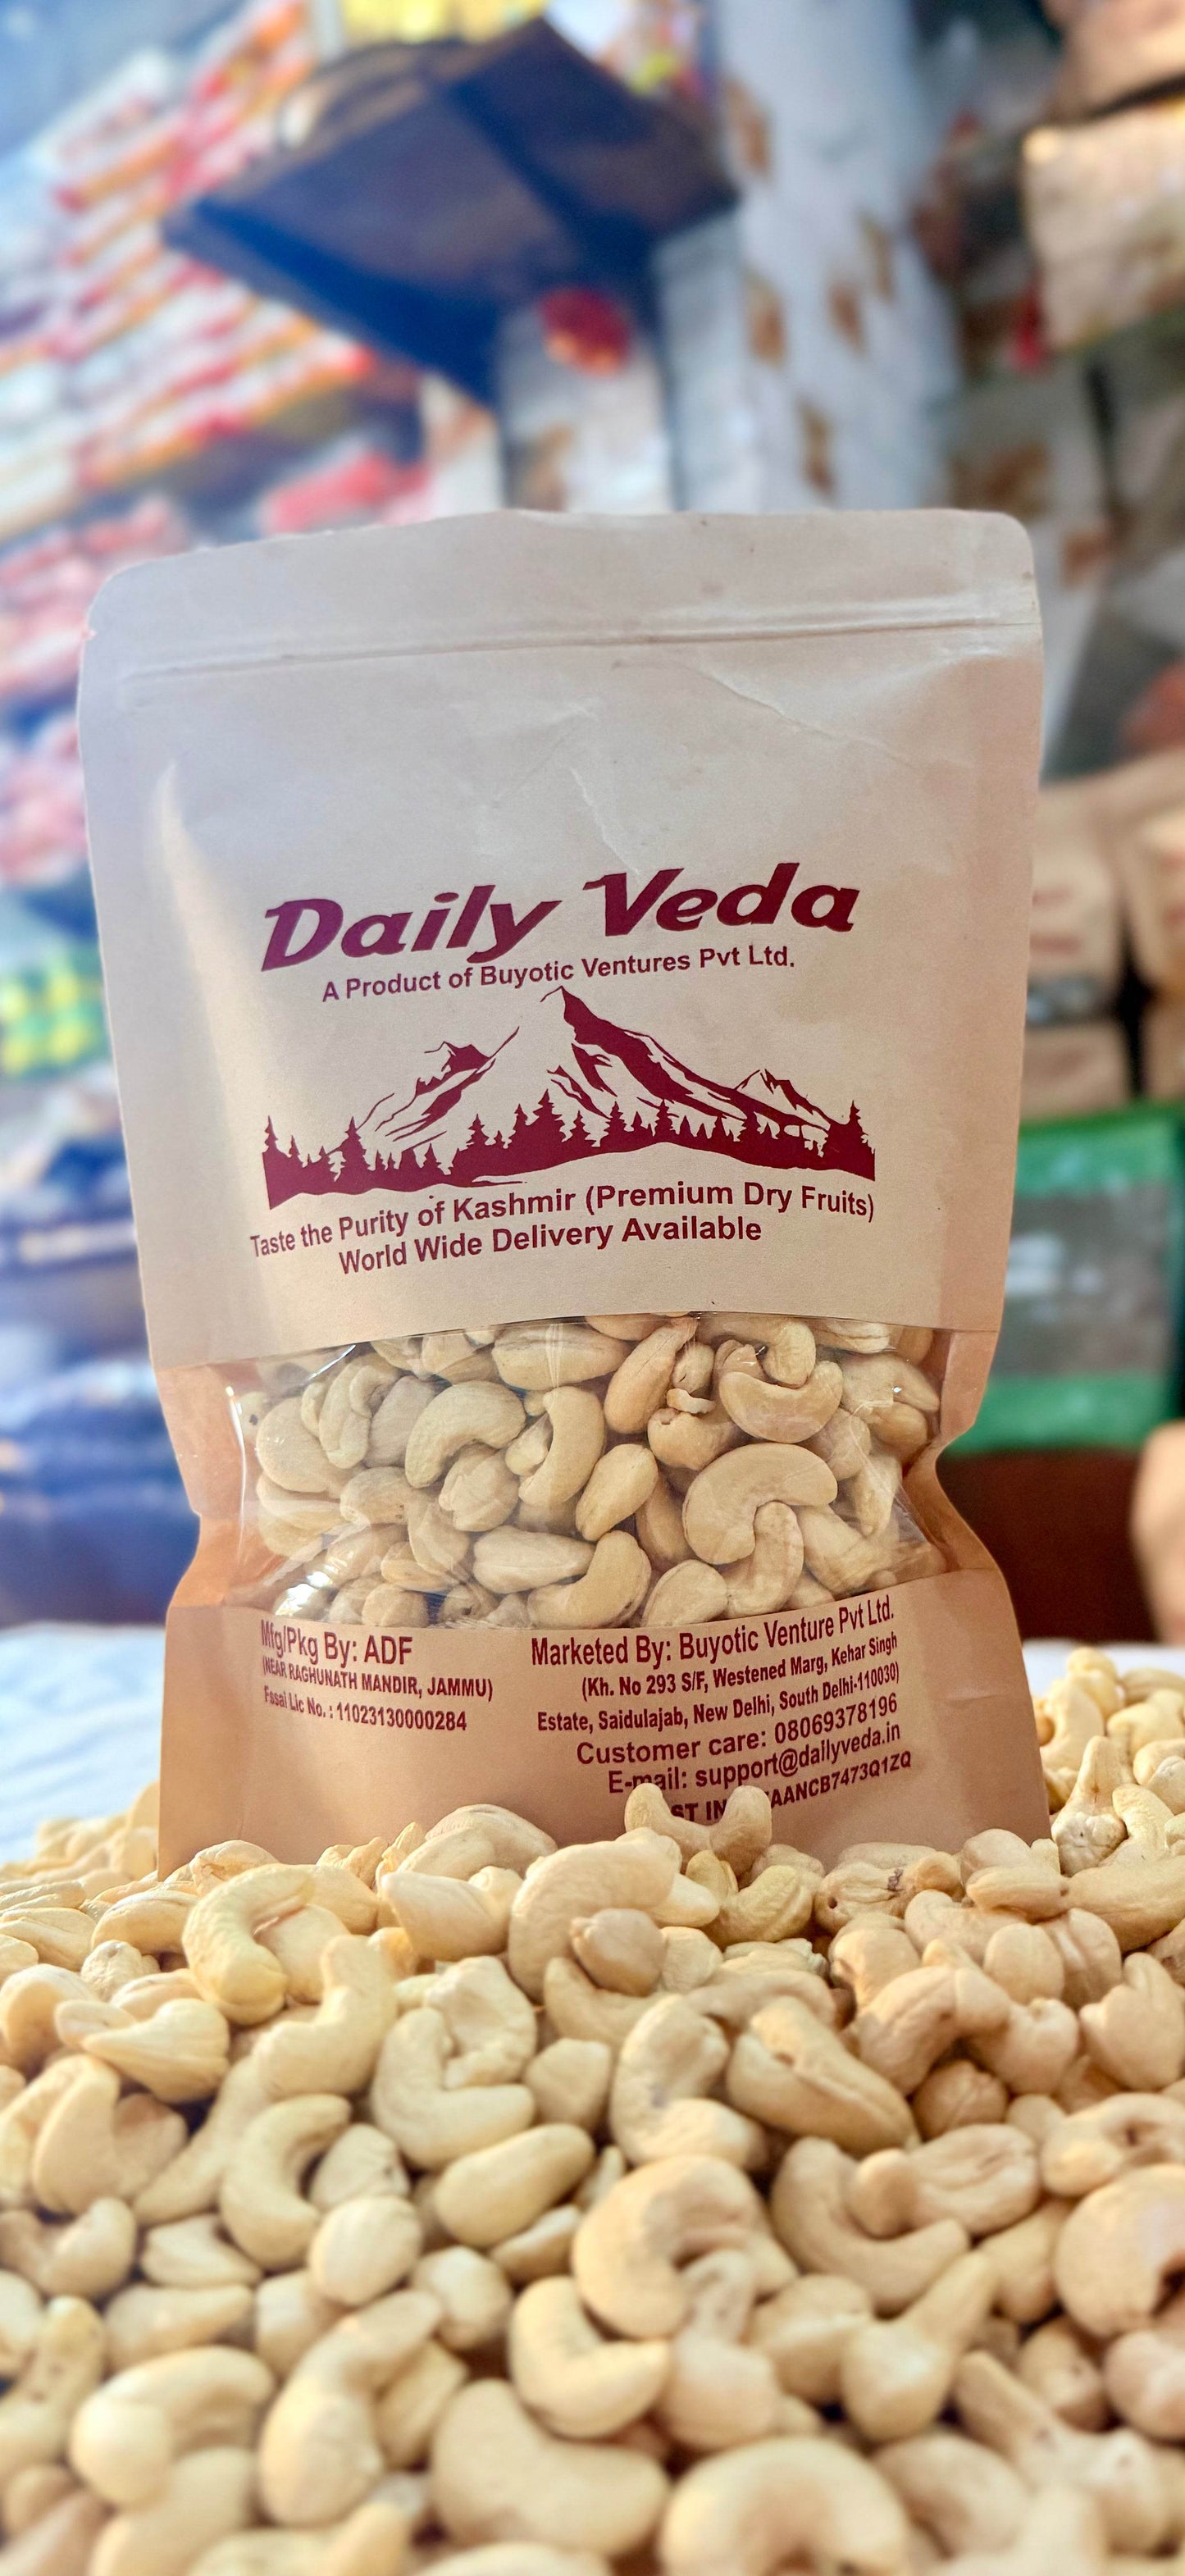 Daily Veda
A Product of Buyotic Ventures Pvt Ltd.
Taste the Purity of Kashmir (Premium Dry Fruits)
World Wide Delivery Available
Mfg/Pkg By: ADF
(NEAR RAGHUNATH MANDIR, JAMMU)
Fssai Lic No. : 11023130000284
Marketed By: Buyotic Venture Pvt Ltd.
(Kh. No 293 S/F, Westened Marg, Kehar Singh
Estate, Saidulajab, New Delhi, South Delhi-110030)
Customer care: 08069378196
E-mail: support@dailyveda.in